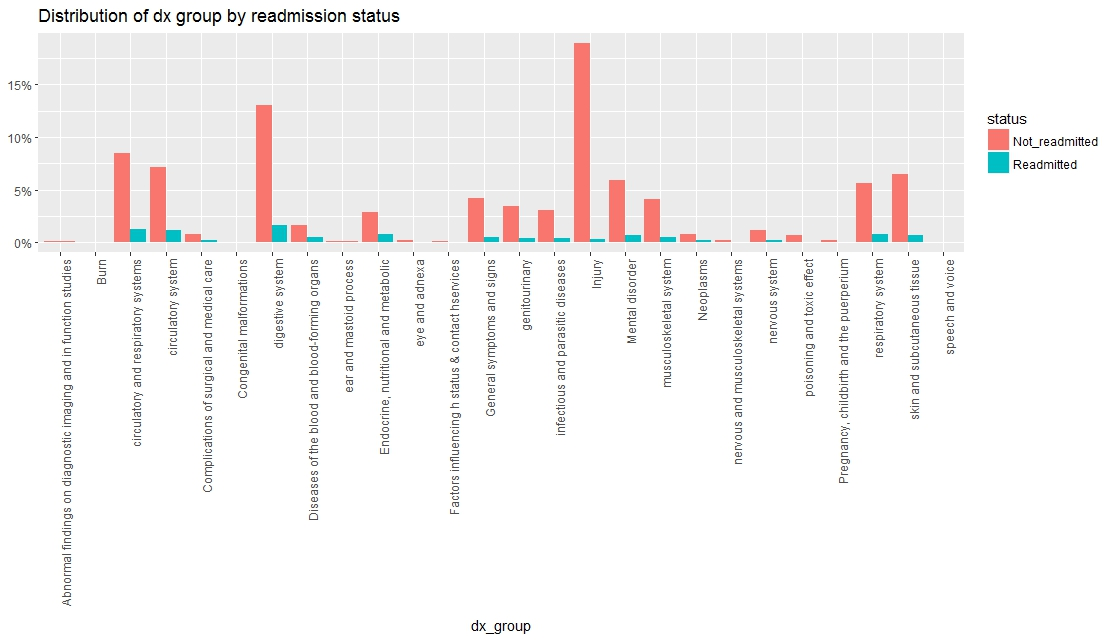 Distribution of dx group by readmission status
15%
10%
5%
0%
status
Not_readmitted
Readmitted
Abnormal findings on diagnostic imaging and in function studies
Burn
circulatory and respiratory systems
circulatory system
Complications of surgical and medical care
Congenital malformations
digestive system
Diseases of the blood and blood-forming organs
ear and mastoid process
Endocrine, nutritional and metabolic
eye and adnexa
Factors influencing h status & contact hservices
General symptoms and signs
genitourinary
infectious and parasitic diseases
Injury
Mental disorder
musculoskeletal system
Neoplasms
nervous and musculoskeletal systems
nervous system
poisoning and toxic effect
Pregnancy, childbirth and the puerperium
respiratory system
skin and subcutaneous tissue
speech and voice
dx_group